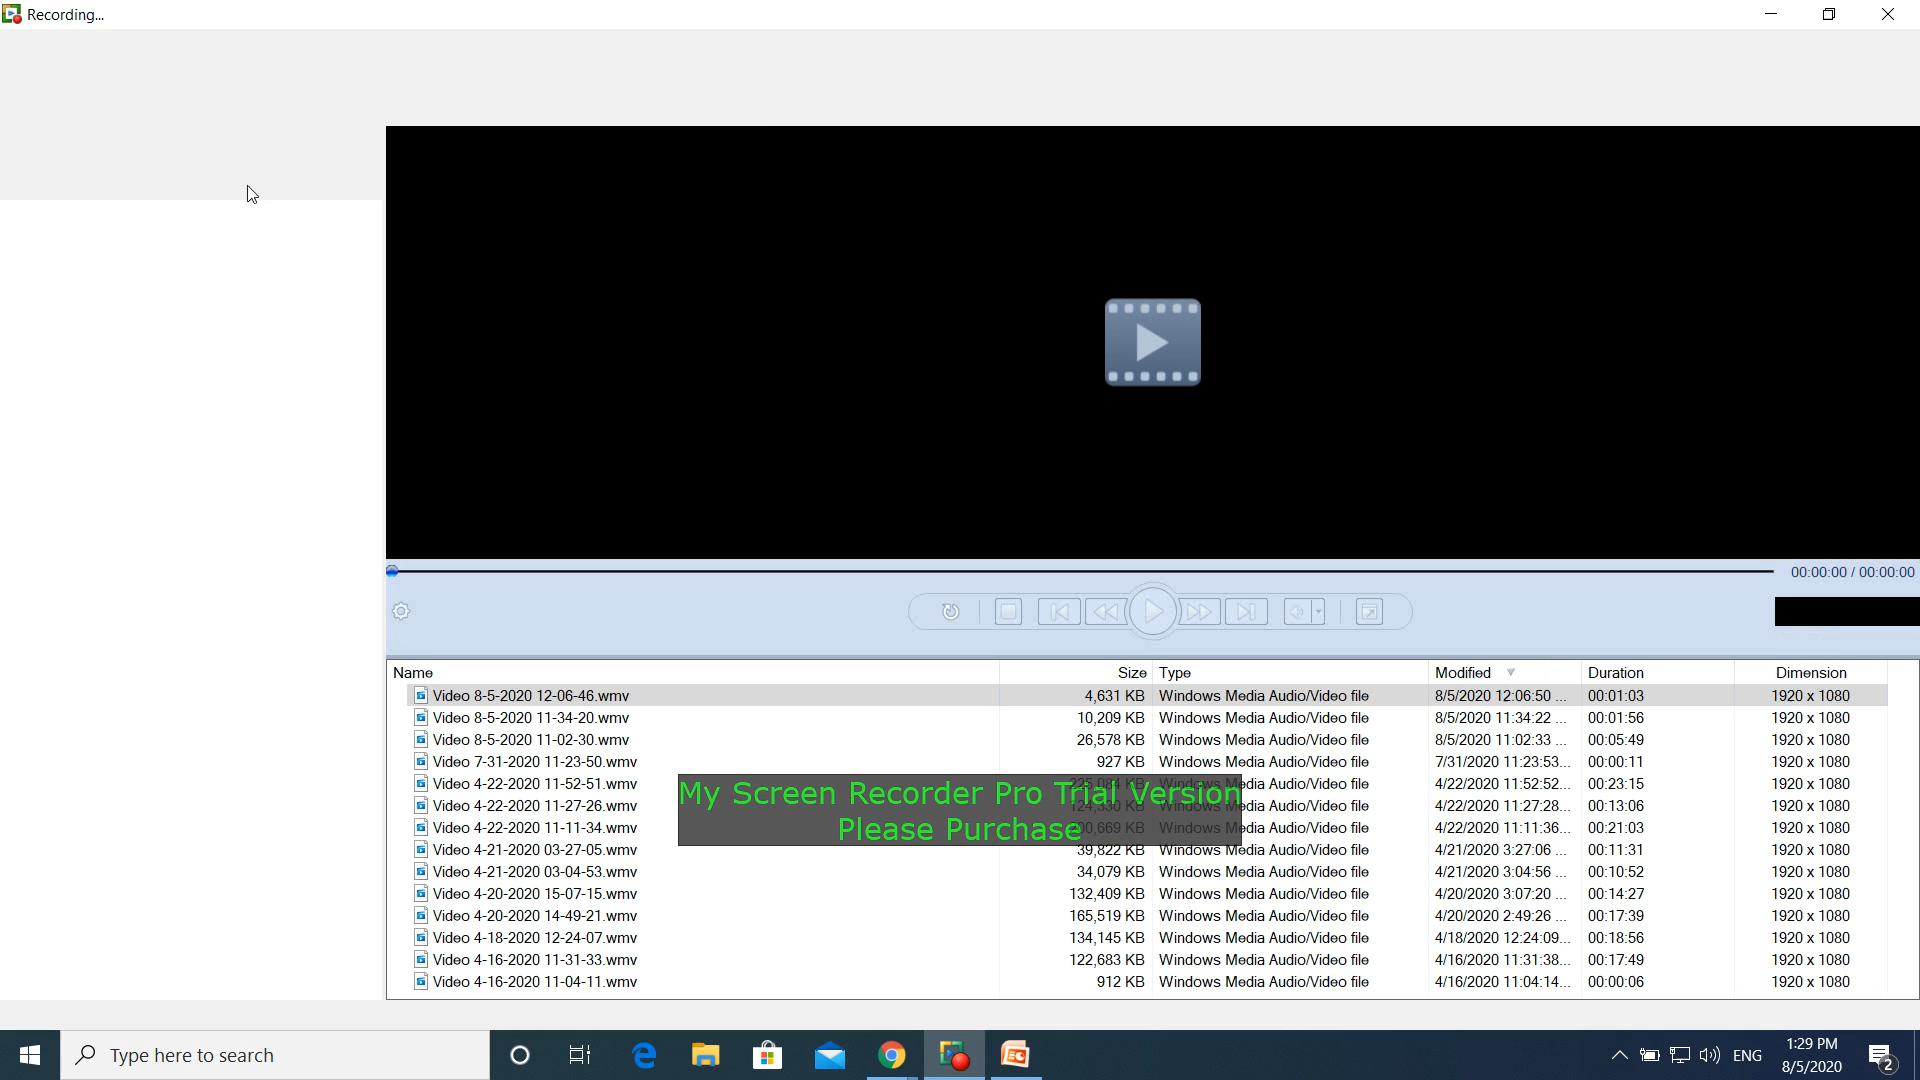 Recording...
00:00:00 / 00:00:00
Name Size Type Modified Duration Dimension
Video 8-5-2020 12-06-46.wmv 4,631 KB Windows Media Audio/Video file 8/5/2020 12:06:50 ... 00:01:03 1920 x 1080
Video 8-5-2020 11-34-20.wmv 10,209 KB Windows Media Audio/Video file 8/5/2020 11:34:22 ... 00:01:56 1920 x 1080
Video 8-5-2020 11-02-30.wmv 26,578 KB Windows Media Audio/Video file 8/5/2020 11:02:33 ... 00:05:49 1920 x 1080
Video 7-31-2020 11-23-50.wmv 927 KB Windows Media Audio/Video file 7/31/2020 11:23:53... 00:00:11 1920 x 1080
Video 4-22-2020 11-52-51.wmv Windows Media Audio/Video file 4/22/2020 11:52:52... 00:23:15 1920 x 1080
My Screen Recorder Pro Trial Version
Video 4-22-2020 11-27-26.wmv Windows Media Audio/Video file 4/22/2020 11:27:28... 00:13:06 1920 x 1080
Please Purchase
Video 4-22-2020 11-11-34.wmv Windows Media Audio/Video file 4/22/2020 11:11:36... 00:21:03 1920 x 1080
Video 4-21-2020 03-27-05.wmv 39,822 KB Windows Media Audio/Video file 4/21/2020 3:27:06 ... 00:11:31 1920 x 1080
Video 4-21-2020 03-04-53.wmv 34,079 KB Windows Media Audio/Video file 4/21/2020 3:04:56 ... 00:10:52 1920 x 1080
Video 4-20-2020 15-07-15.wmv 132,409 KB Windows Media Audio/Video file 4/20/2020 3:07:20 ... 00:14:27 1920 x 1080
Video 4-20-2020 14-49-21.wmv 165,519 KB Windows Media Audio/Video file 4/20/2020 2:49:26 ... 00:17:39 1920 x 1080
Video 4-18-2020 12-24-07.wmv 134,145 KB Windows Media Audio/Video file 4/18/2020 12:24:09... 00:18:56 1920 x 1080
Video 4-16-2020 11-31-33.wmv 122,683 KB Windows Media Audio/Video file 4/16/2020 11:31:38... 00:17:49 1920 x 1080
Video 4-16-2020 11-04-11.wmv 912 KB Windows Media Audio/Video file 4/16/2020 11:04:14... 00:00:06 1920 x 1080
Type here to search
ENG
1:29 PM
8/5/2020
2